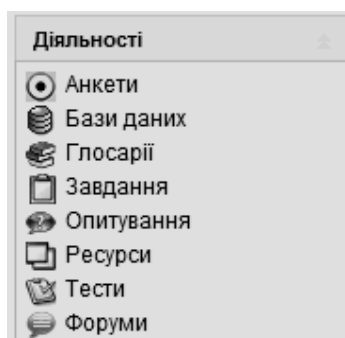 Діяльності
Анкети
Бази даних
Глосарії
Завдання
Опитування
Ресурси
Тести
Форуми